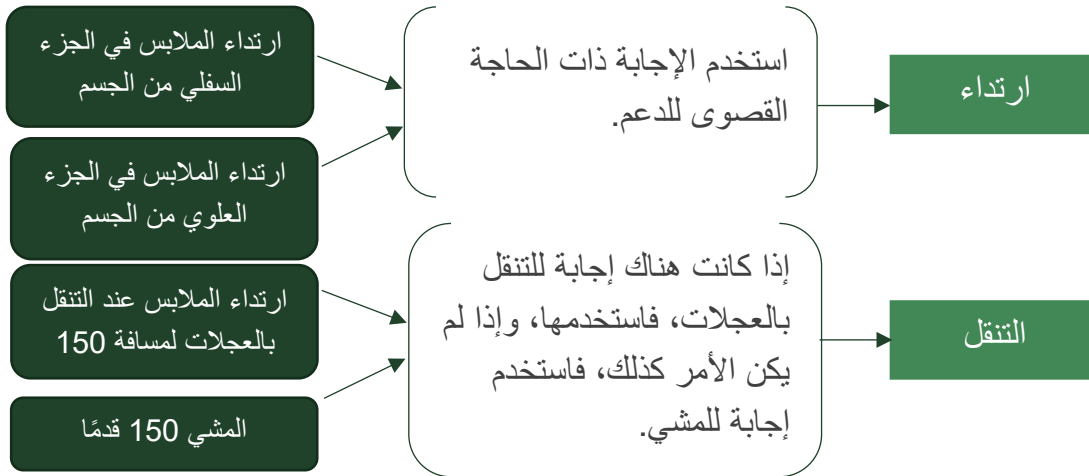 ارتداء الملابس في الجزء
السفلي من الجسم
ارتداء الملابس في الجزء
العلوي من الجسم
استخدم الإجابة ذات الحاجة
القصوى للدعم.
ارتداء
ارتداء الملابس عند التنقل
بالعجلات لمسافة 150
المشي 150 قدمًا
إذا كانت هناك إجابة للتنقل
بالعجلات، فاستخدمها، وإذا لم
يكن الأمر كذلك، فاستخدم
إجابة للمشي.
التنقل